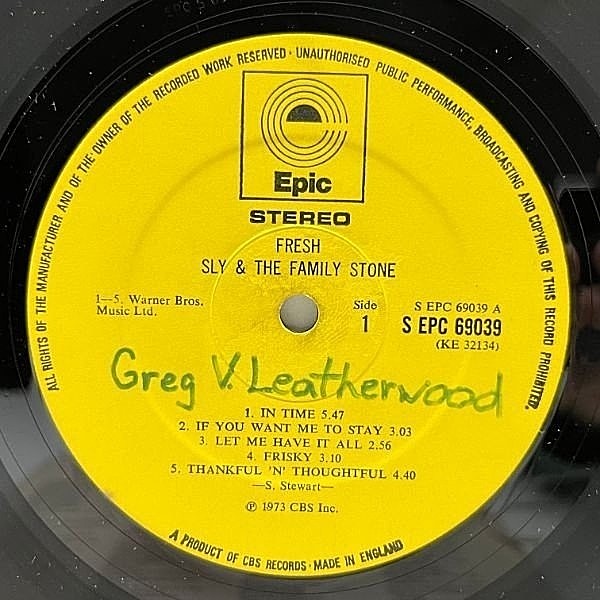 ALL RIGHTS OF THE MANUFACTURER AND OF THE OWNER OF THE RECORDED WORK RESERVED · UNAUTHORISED PUBLIC PERFORMANCE, BROADCASTING AND COPYING OF THIS RECORD PROHIBITED.
Epic
STEREO
FRESH
SLY & THE FAMILY STONE
1—5. Warner Bros.
Music Ltd.
Side
1
S EPC 69039 A
S EPC 69039
(KE 32134)
Greg V. Leatherwood
1. IN TIME 5.47
2. IF YOU WANT ME TO STAY 3.03
3. LET ME HAVE IT ALL 2.56
4. FRISKY 3.10
5. THANKFUL 'N' THOUGHTFUL 4.40
—S. Stewart—
℗ 1973 CBS Inc.
A PRODUCT OF CBS RECORDS · MADE IN ENGLAND